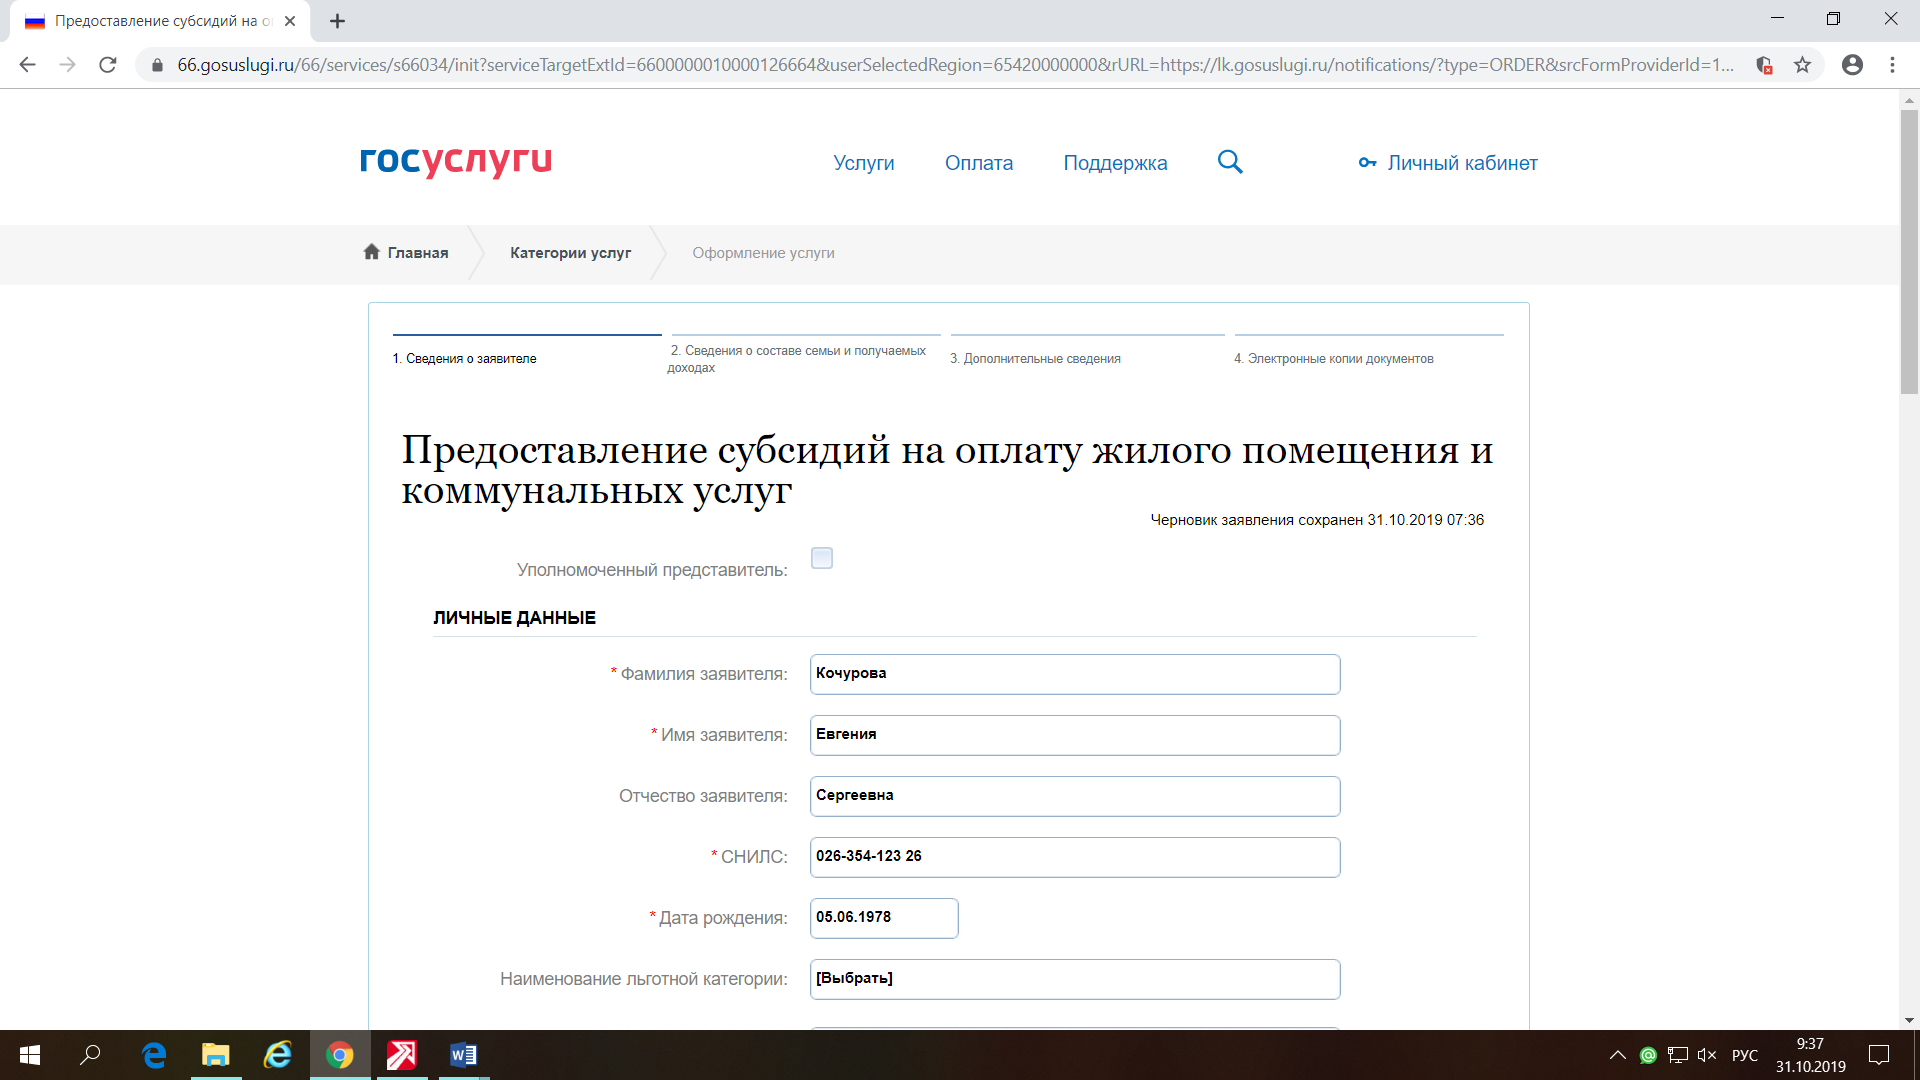 Предоставление субсидий на о
66.gosuslugi.ru/66/services/s66034/init?serviceTargetExtId=6600000010000126664&userSelectedRegion=65420000000&rURL=https://lk.gosuslugi.ru/notifications/?type=ORDER&srcFormProviderId=1...
госуслуги
Услуги Оплата Поддержка Личный кабинет
Главная Категории услуг Оформление услуги
1. Сведения о заявителе
2. Сведения о составе семьи и получаемых
доходах
3. Дополнительные сведения
4. Электронные копии документов
Предоставление субсидий на оплату жилого помещения и
коммунальных услуг
Черновик заявления сохранен 31.10.2019 07:36
Уполномоченный представитель:
ЛИЧНЫЕ ДАННЫЕ
* Фамилия заявителя: Кочурова
* Имя заявителя: Евгения
Отчество заявителя: Сергеевна
* СНИЛС: 026-354-123 26
* Дата рождения: 05.06.1978
Наименование льготной категории: [Выбрать]
РУС
9:37
31.10.2019